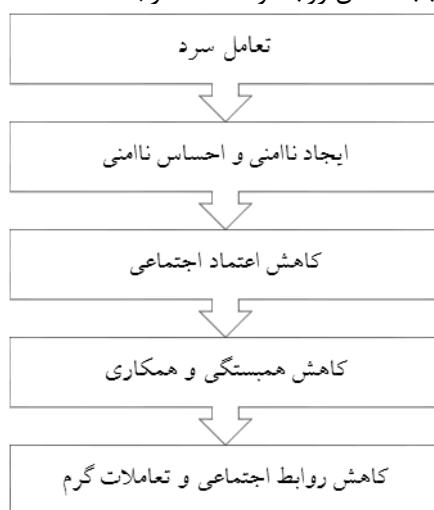 تعامل سرد
ایجاد ناامنی و احساس ناامنی
کاهش اعتماد اجتماعی
کاهش همبستگی و همکاری
کاهش روابط اجتماعی و تعاملات گرم